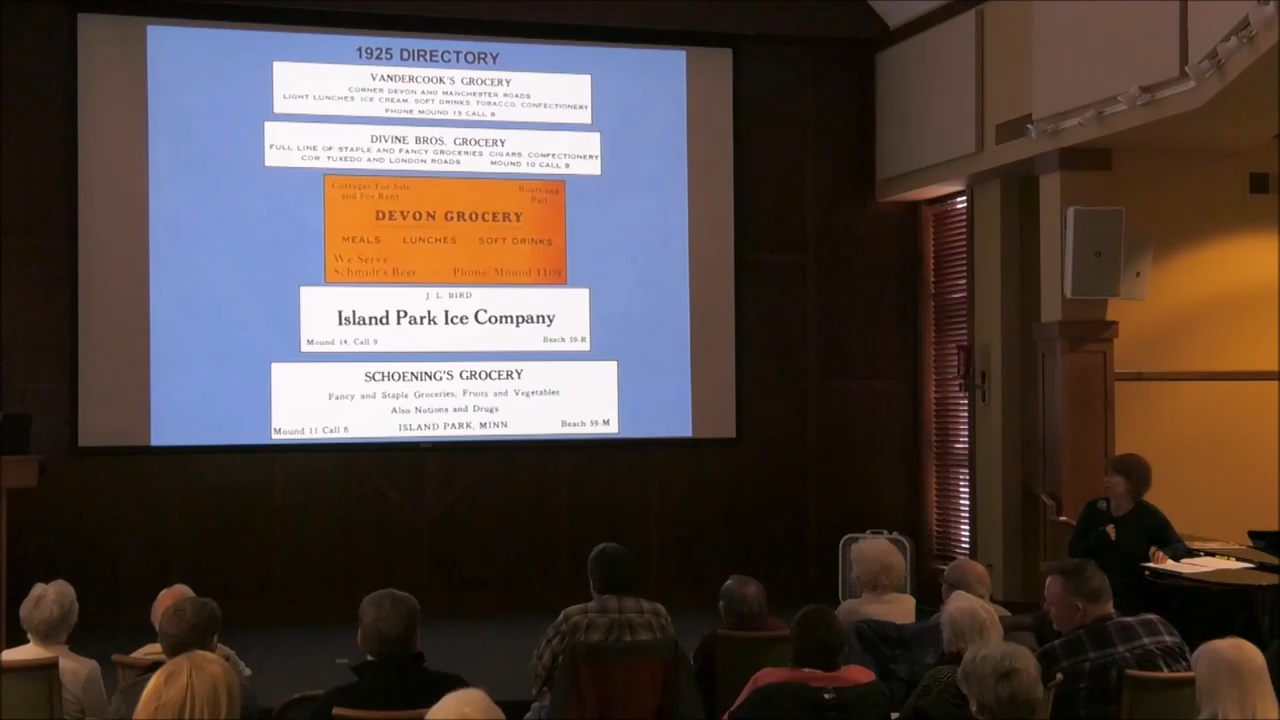 1925 DIRECTORY
VANDERCOOK'S GROCERY
CORNER DEVON AND MANCHESTER ROADS
LIGHT LUNCHES ICE CREAM, SOFT DRINKS, TOBACCO, CONFECTIONERY
PHONE MOUND 13 CALL 9
DIVINE BROS. GROCERY
FULL LINE OF STAPLE AND FANCY GROCERIES CIGARS CONFECTIONERY
COR TUXEDO AND LONDON ROADS MOUND 10 CALL 9
Cottages For Sale Boats and
and For Rent Bait
DEVON GROCERY
MEALS LUNCHES SOFT DRINKS
We Serve
Schmidt's Beer Phone Mound 1109
J. L. BIRD
Island Park Ice Company
Mound 14, Call 9 Beach 59-R
SCHOENING'S GROCERY
Fancy and Staple Groceries, Fruits and Vegetables
Also Notions and Drugs
Mound 11 Call 6 ISLAND PARK, MINN Beach 59-M